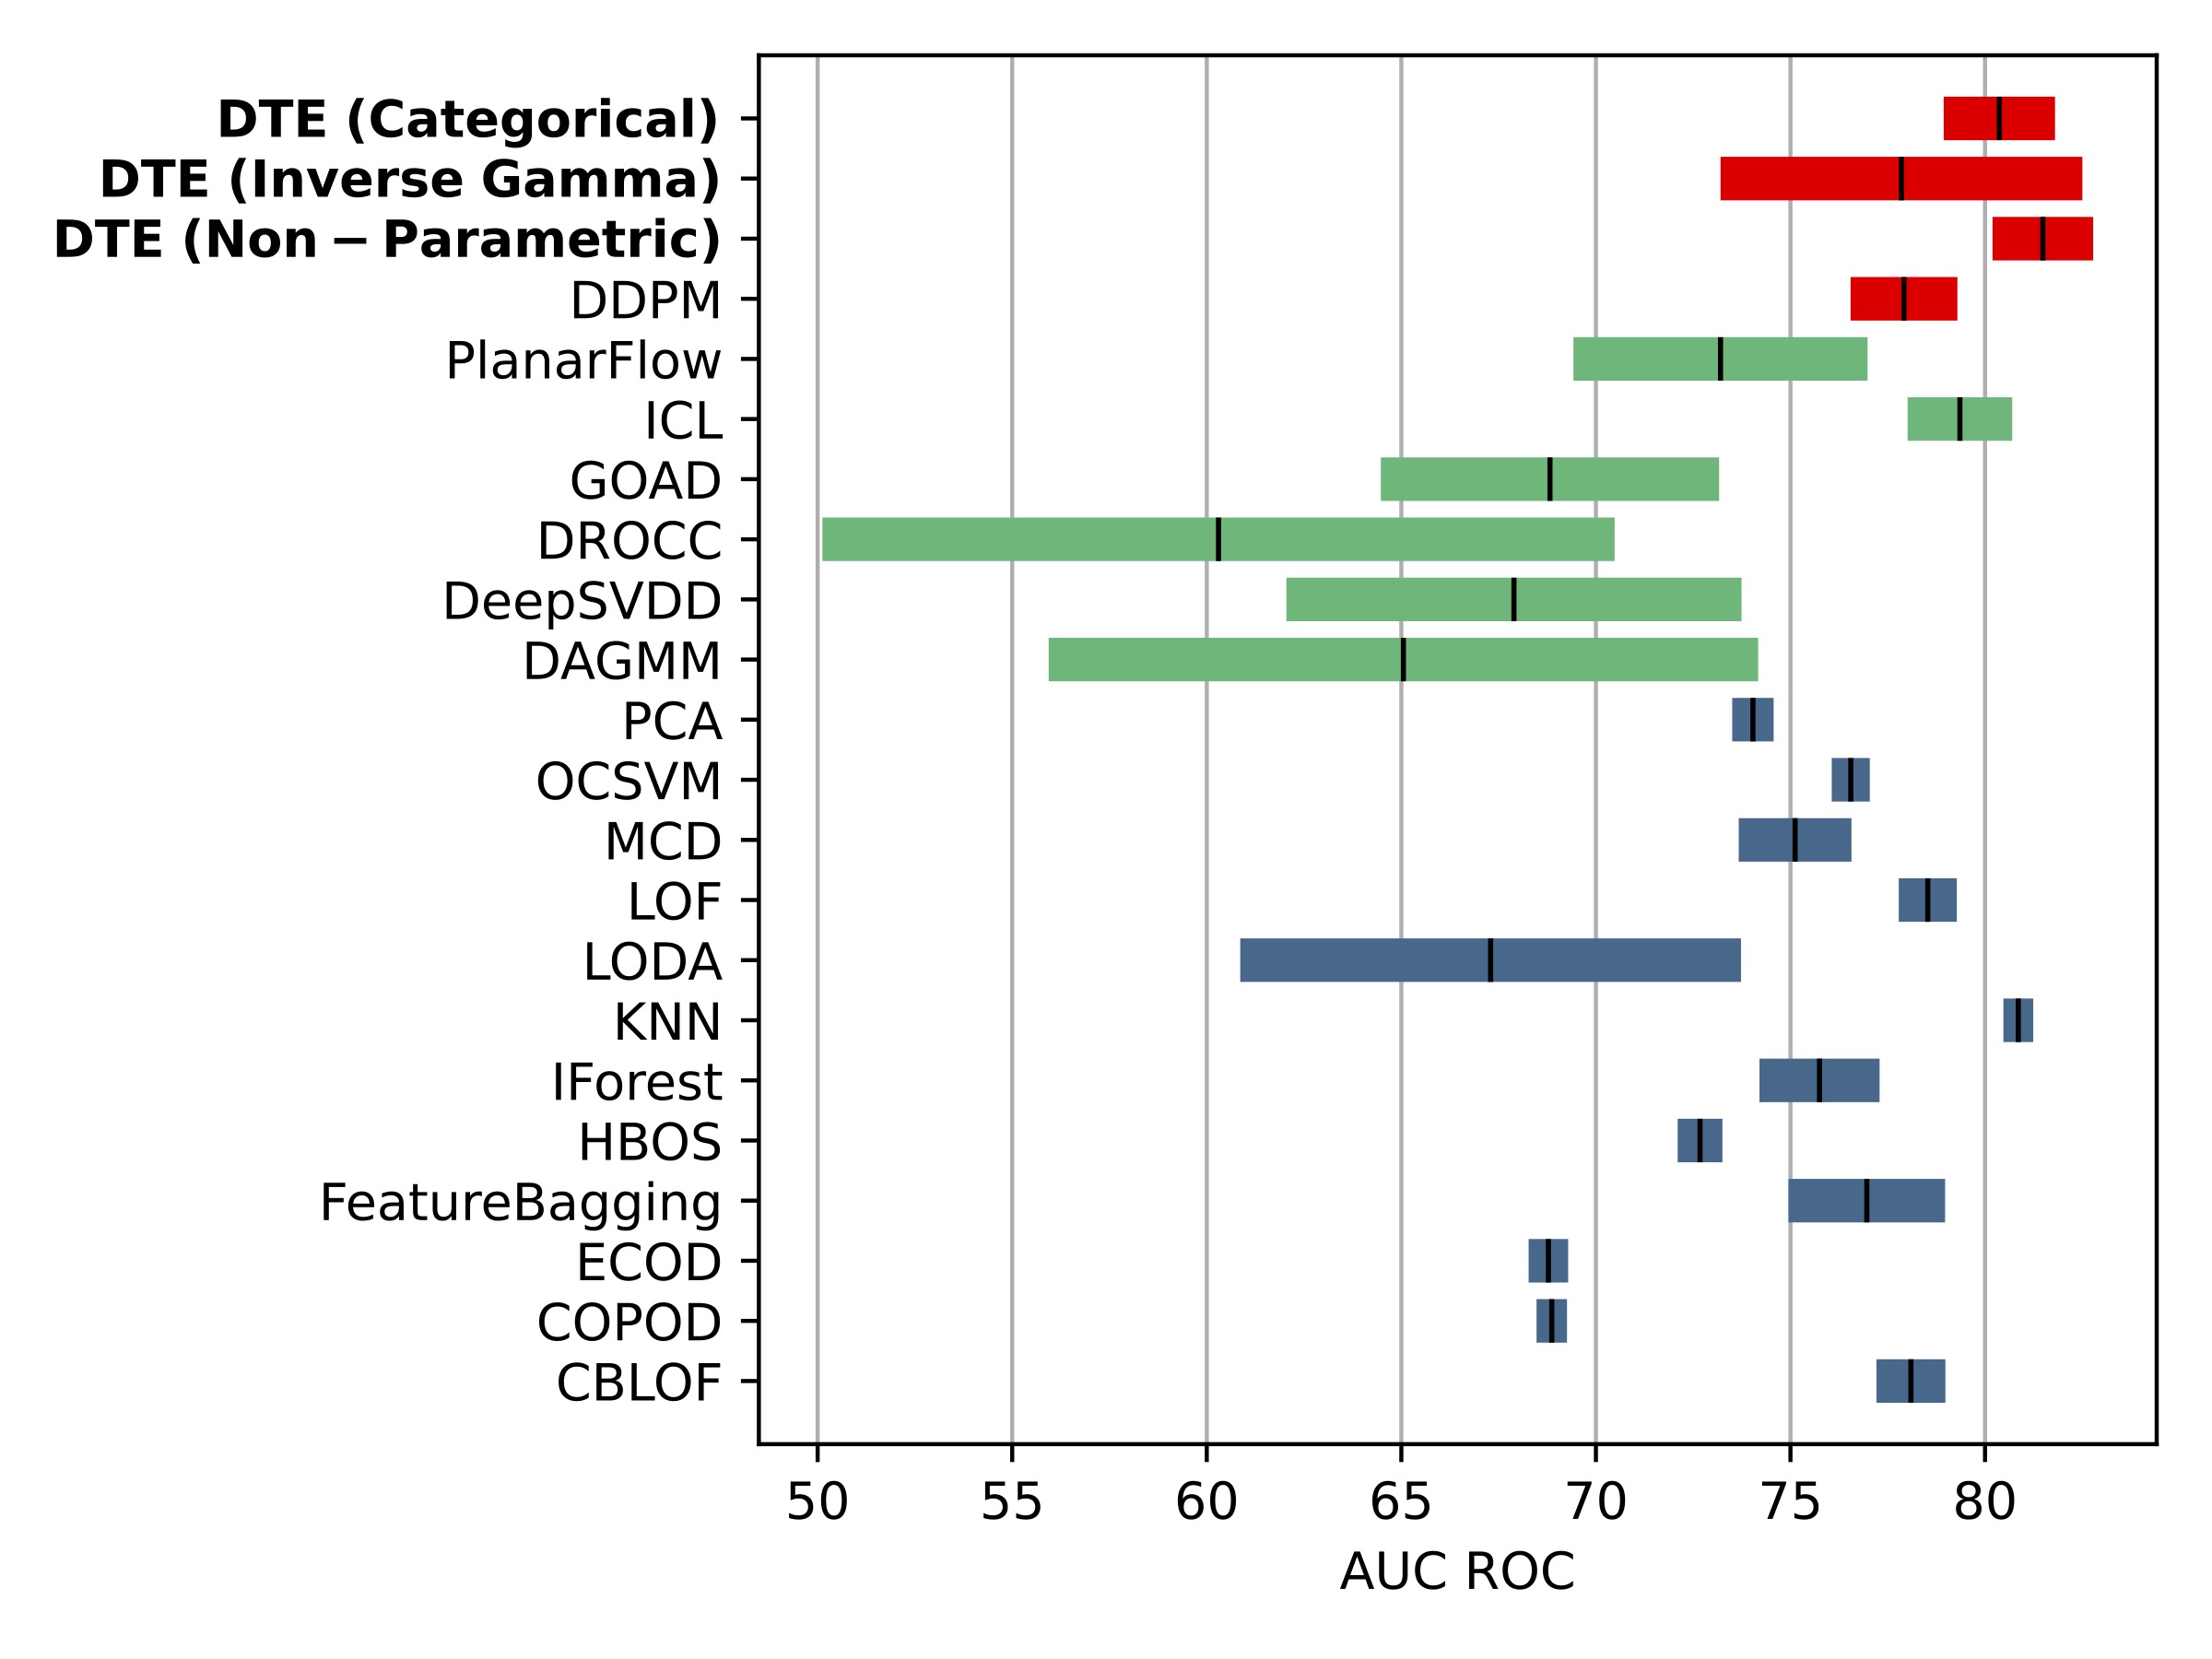 DTE (Categorical)
DTE (Inverse Gamma)
DTE (Non − Parametric)
DDPM
PlanarFlow
ICL
GOAD
DROCC
DeepSVDD
DAGMM
PCA
OCSVM
MCD
LOF
LODA
KNN
IForest
HBOS
FeatureBagging
ECOD
COPOD
CBLOF
50 55 60 65 70 75 80
AUC ROC